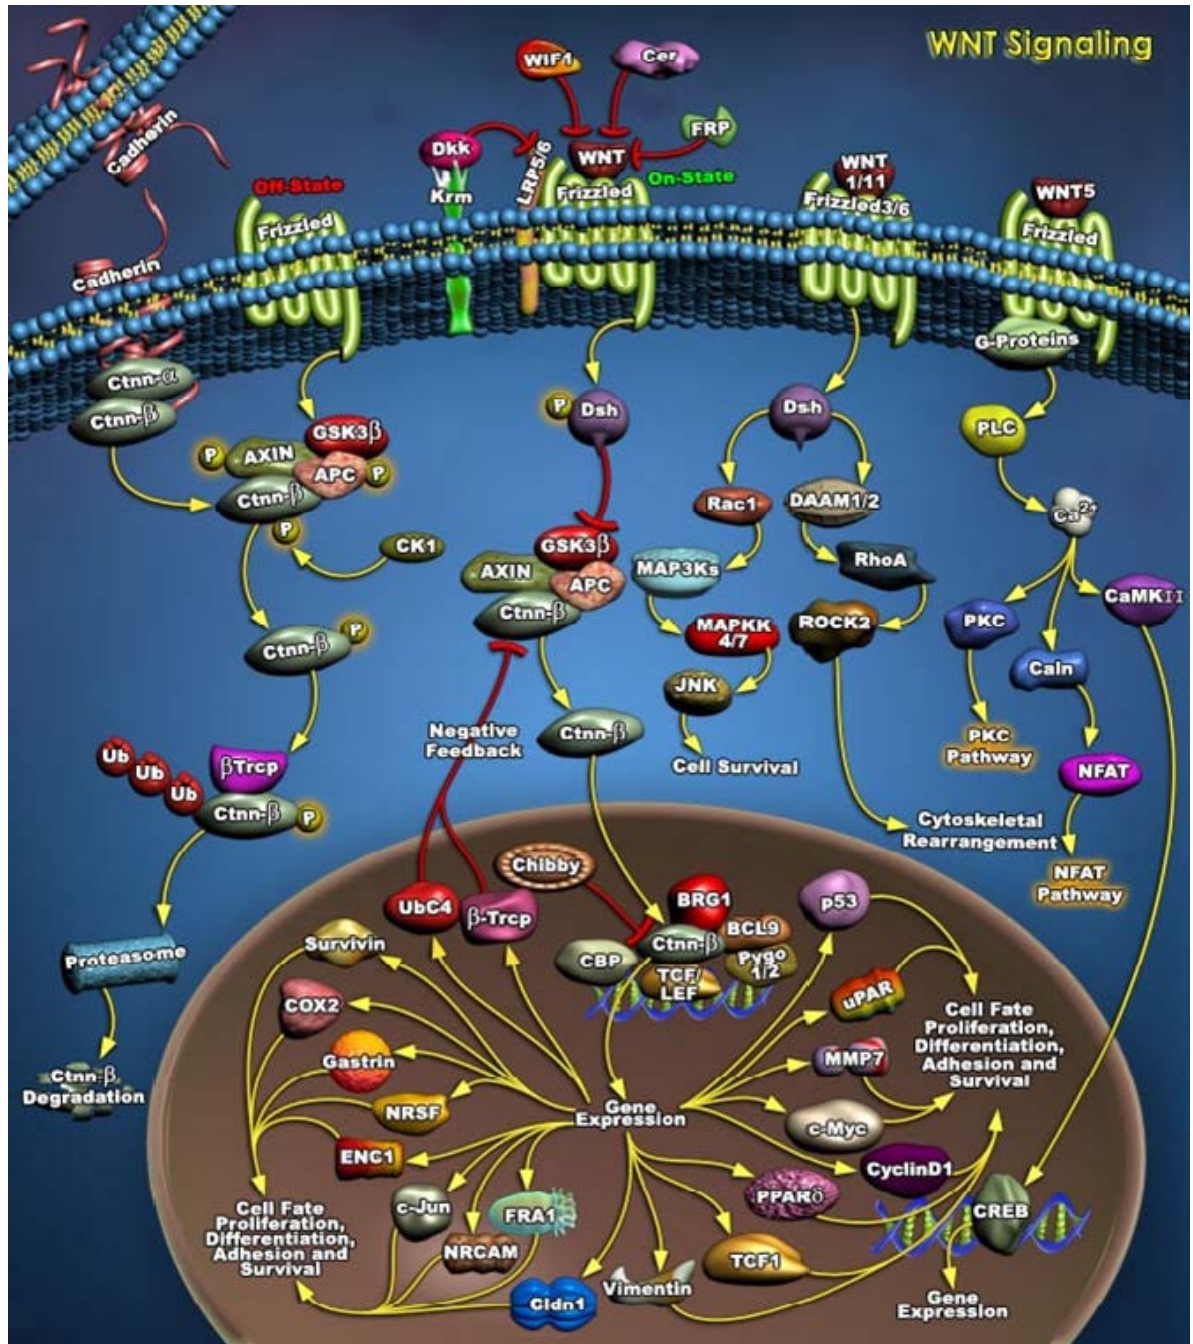 WNT Signaling
WIF1
Cer
FRP
Dkk
Krm
LRP5/6
WNT
Frizzled
On-State
Off-State
Frizzled
Cadherin
Cadherin
WNT
1/11
Frizzled3/6
WNT5
Frizzled
G-Proteins
Ctnn-α
Ctnn-β
GSK3β
AXIN
APC
Ctnn-β
P
P
P
CK1
Ctnn-β
P
βTrcp
Ub
Ub
Ub
Ctnn-β
P
Proteasome
Ctnn-β
Degradation
P
Dsh
GSK3β
AXIN
APC
Ctnn-β
Negative
Feedback
Ctnn-β
Dsh
Rac1
DAAM1/2
MAP3Ks
RhoA
MAPKK
4/7
ROCK2
JNK
Cell Survival
Cytoskeletal
Rearrangement
PLC
Ca2+
PKC
Caln
CaMKII
PKC
Pathway
NFAT
NFAT
Pathway
Chibby
UbC4
β-Trcp
BRG1
Ctnn-β
BCL9
CBP
TCF/
LEF
Pygo
1/2
p53
Survivin
COX2
Gastrin
NRSF
ENC1
c-Jun
NRCAM
FRA1
Cldn1
Vimentin
TCF1
PPARδ
CyclinD1
c-Myc
MMP7
uPAR
Gene
Expression
Cell Fate
Proliferation,
Differentiation,
Adhesion and
Survival
Cell Fate
Proliferation,
Differentiation,
Adhesion and
Survival
CREB
Gene
Expression